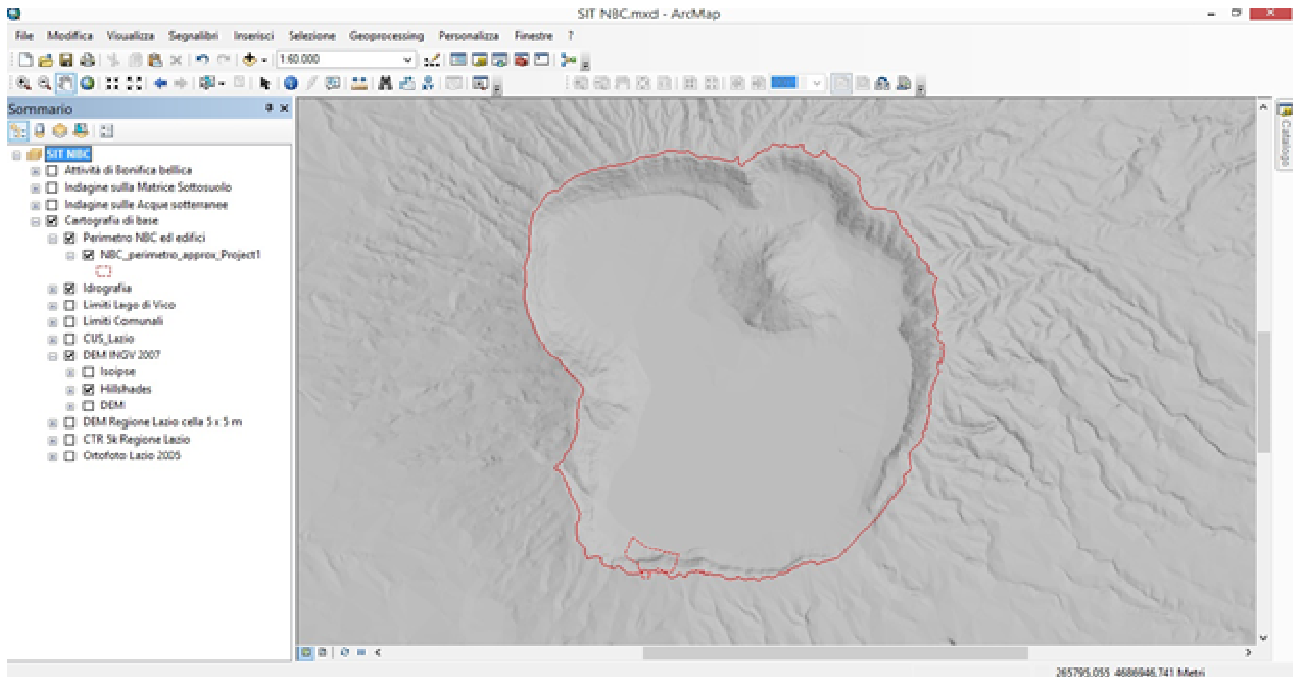 SIT NBC.mxd - ArcMap
File Modifica Visualizza Segnalibri Inserisci Selezione Geoprocessing Personalizza Finestre ?
1:60.000
Sommario
Catalogo
SIT NBC
Attività di Bonifica bellica
Indagine sulla Matrice Sottosuolo
Indagine sulle Acque sotterranee
Cartografia di base
Perimetro NBC ed edifici
NBC_perimetro_approx_Project1
Idrografia
Limiti Lago di Vico
Limiti Comunali
CUS_Lazio
DEM INGV 2007
Isoipse
Hillshades
DEM
DEM Regione Lazio cella 5 x 5 m
CTR 5k Regione Lazio
Ortofoto Lazio 2005
265795,055 4686946,741 Metri